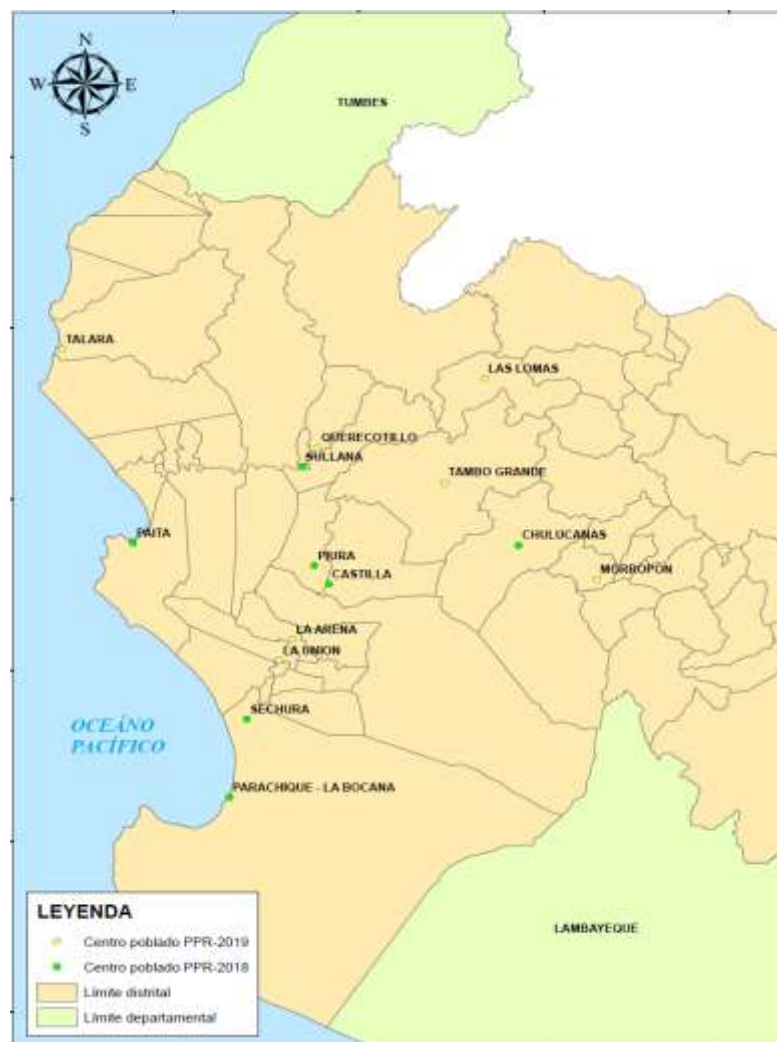 N
W E
S
TUMBES
TALARA
LAS LOMAS
QUERECOTILLO
SULLANA
TAMBO GRANDE
PAITA
CHULUCANAS
PIURA
CASTILLA
MORROPON
LA ARENA
LA UNION
SECHURA
OCEÁNO
PACÍFICO
PARACHIQUE - LA BOCANA
LAMBAYEQUE
LEYENDA
Centro poblado PPR-2019
Centro poblado PPR-2018
Límite distrital
Límite departamental